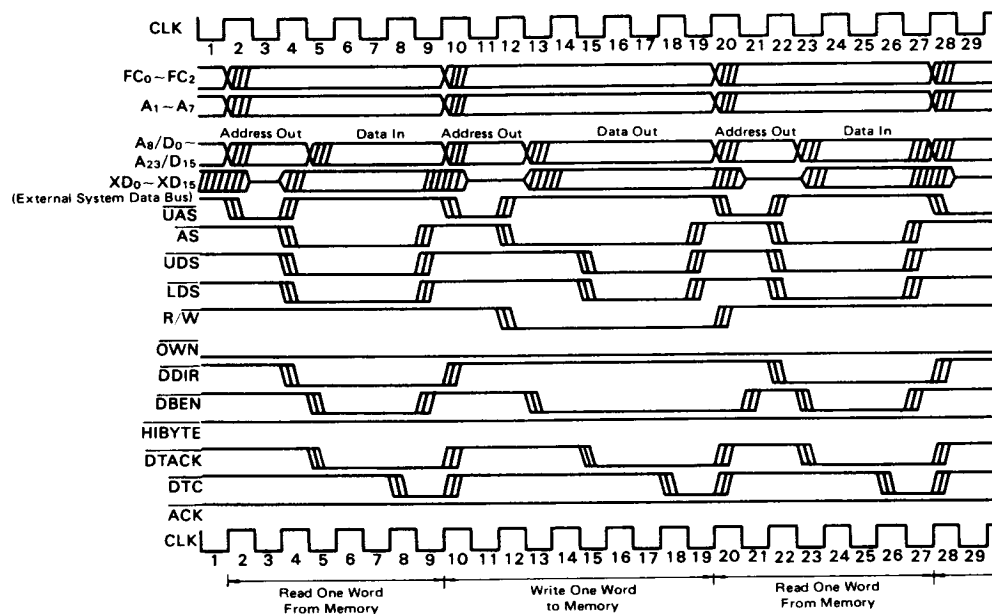 CLK
1 2 3 4 5 6 7 8 9 10 11 12 13 14 15 16 17 18 19 20 21 22 23 24 25 26 27 28 29
FC₀~FC₂
A₁~A₇
Address Out Data In Address Out Data Out Address Out Data In
A₈/D₀~
A₂₃/D₁₅
XD₀~XD₁₅
(External System Data Bus)
UAS
AS
UDS
LDS
R/W
OWN
DDIR
DBEN
HIBYTE
DTACK
DTC
ACK
CLK
1 2 3 4 5 6 7 8 9 10 11 12 13 14 15 16 17 18 19 20 21 22 23 24 25 26 27 28 29
Read One Word Write One Word Read One Word
From Memory to Memory From Memory